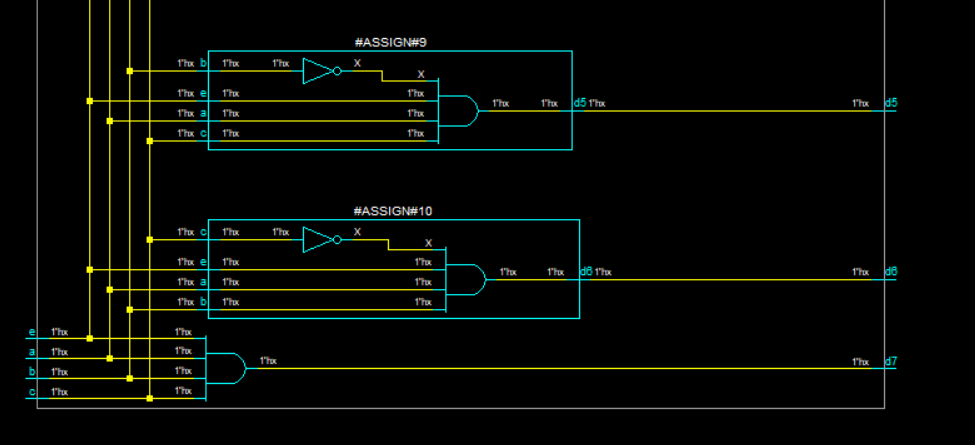 #ASSIGN#9
1'hx b 1'hx 1'hx X
X
1'hx e 1'hx 1'hx 1'hx 1'hx d5 1'hx 1'hx d5
1'hx a 1'hx 1'hx
1'hx c 1'hx 1'hx
#ASSIGN#10
1'hx c 1'hx 1'hx X
X
1'hx e 1'hx 1'hx 1'hx 1'hx d6 1'hx 1'hx d6
1'hx a 1'hx 1'hx
1'hx b 1'hx 1'hx
e 1'hx 1'hx
a 1'hx 1'hx
1'hx 1'hx d7
b 1'hx 1'hx
c 1'hx 1'hx